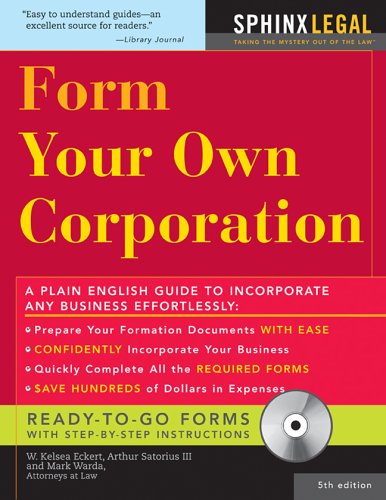 "Easy to understand guides—an
excellent source for readers."
—Library Journal
SPHINX LEGAL
TAKING THE MYSTERY OUT OF THE LAW™
Form
Your Own
Corporation
A PLAIN ENGLISH GUIDE TO INCORPORATE
ANY BUSINESS EFFORTLESSLY:
• Prepare Your Formation Documents WITH EASE
• CONFIDENTLY Incorporate Your Business
• Quickly Complete All the REQUIRED FORMS
• $AVE HUNDREDS of Dollars in Expenses
READY-TO-GO FORMS
WITH STEP-BY-STEP INSTRUCTIONS
W. Kelsea Eckert, Arthur Satorius III
and Mark Warda,
Attorneys at Law
5th edition